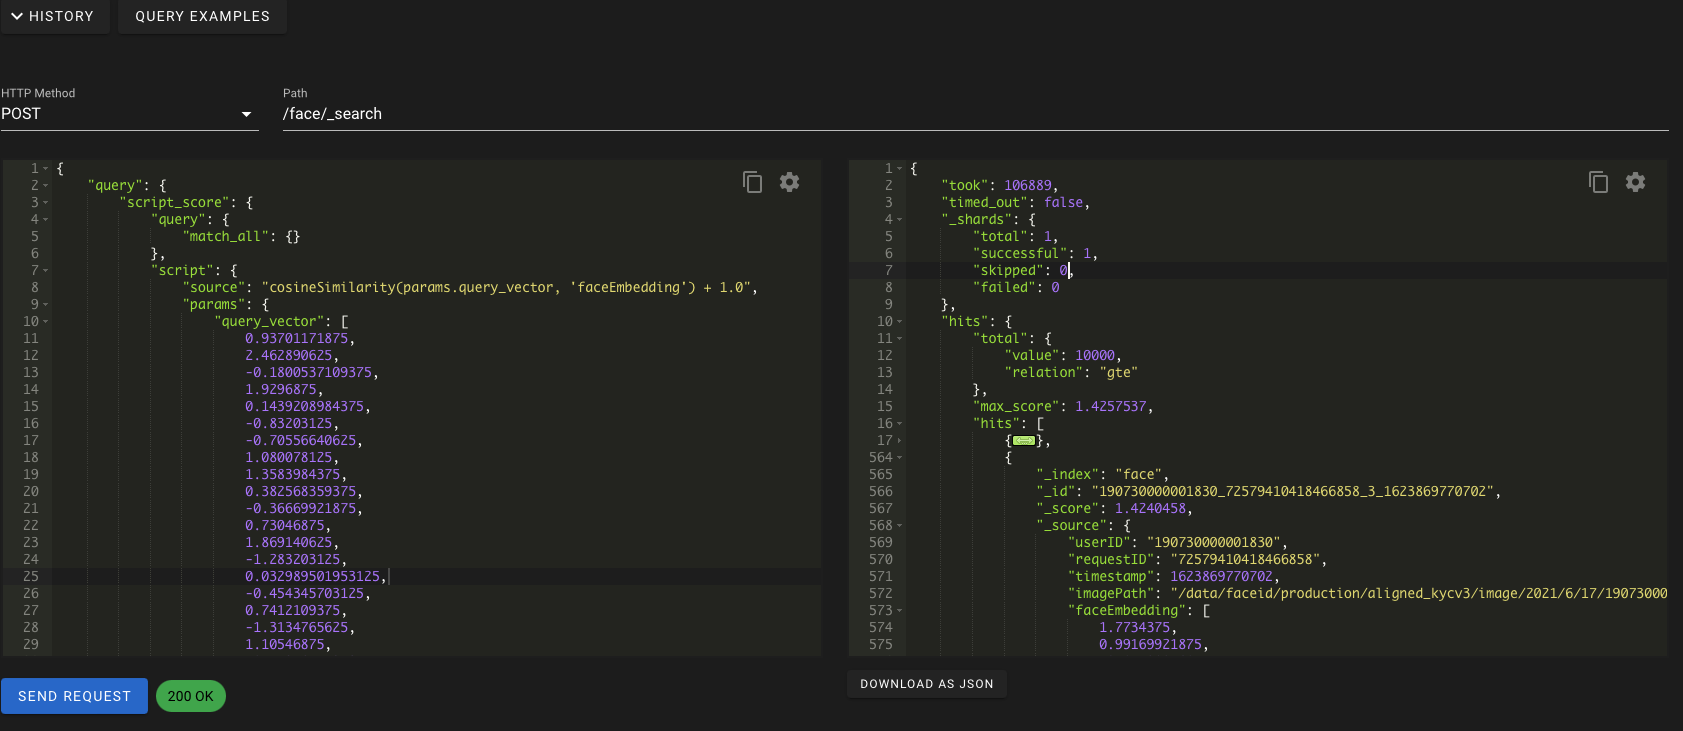 HISTORY
QUERY EXAMPLES
HTTP Method
POST
Path
/face/_search
1 {
2 "query": {
3 "script_score": {
4 "query": {
5 "match_all": {}
6 },
7 "script": {
8 "source": "cosineSimilarity(params.query_vector, 'faceEmbedding') + 1.0",
9 "params": {
10 "query_vector": [
11 0.93701171875,
12 2.462890625,
13 -0.1800537109375,
14 1.9296875,
15 0.1439208984375,
16 -0.83203125,
17 -0.70556640625,
18 1.080078125,
19 1.3583984375,
20 0.382568359375,
21 -0.36669921875,
22 0.73046875,
23 1.869140625,
24 -1.283203125,
25 0.032989501953125,
26 -0.454345703125,
27 0.7412109375,
28 -1.3134765625,
29 1.10546875,
SEND REQUEST
200 OK
1 {
2 "took": 106889,
3 "timed_out": false,
4 "_shards": {
5 "total": 1,
6 "successful": 1,
7 "skipped": 0,
8 "failed": 0
9 },
10 "hits": {
11 "total": {
12 "value": 10000,
13 "relation": "gte"
14 },
15 "max_score": 1.4257537,
16 "hits": [
17 { },
564 {
565 "_index": "face",
566 "_id": "190730000001830_72579410418466858_3_1623869770702",
567 "_score": 1.4240458,
568 "_source": {
569 "userID": "190730000001830",
570 "requestID": "72579410418466858",
571 "timestamp": 1623869770702,
572 "imagePath": "/data/faceid/production/aligned_kycv3/image/2021/6/17/19073000
573 "faceEmbedding": [
574 1.7734375,
575 0.99169921875,
DOWNLOAD AS JSON